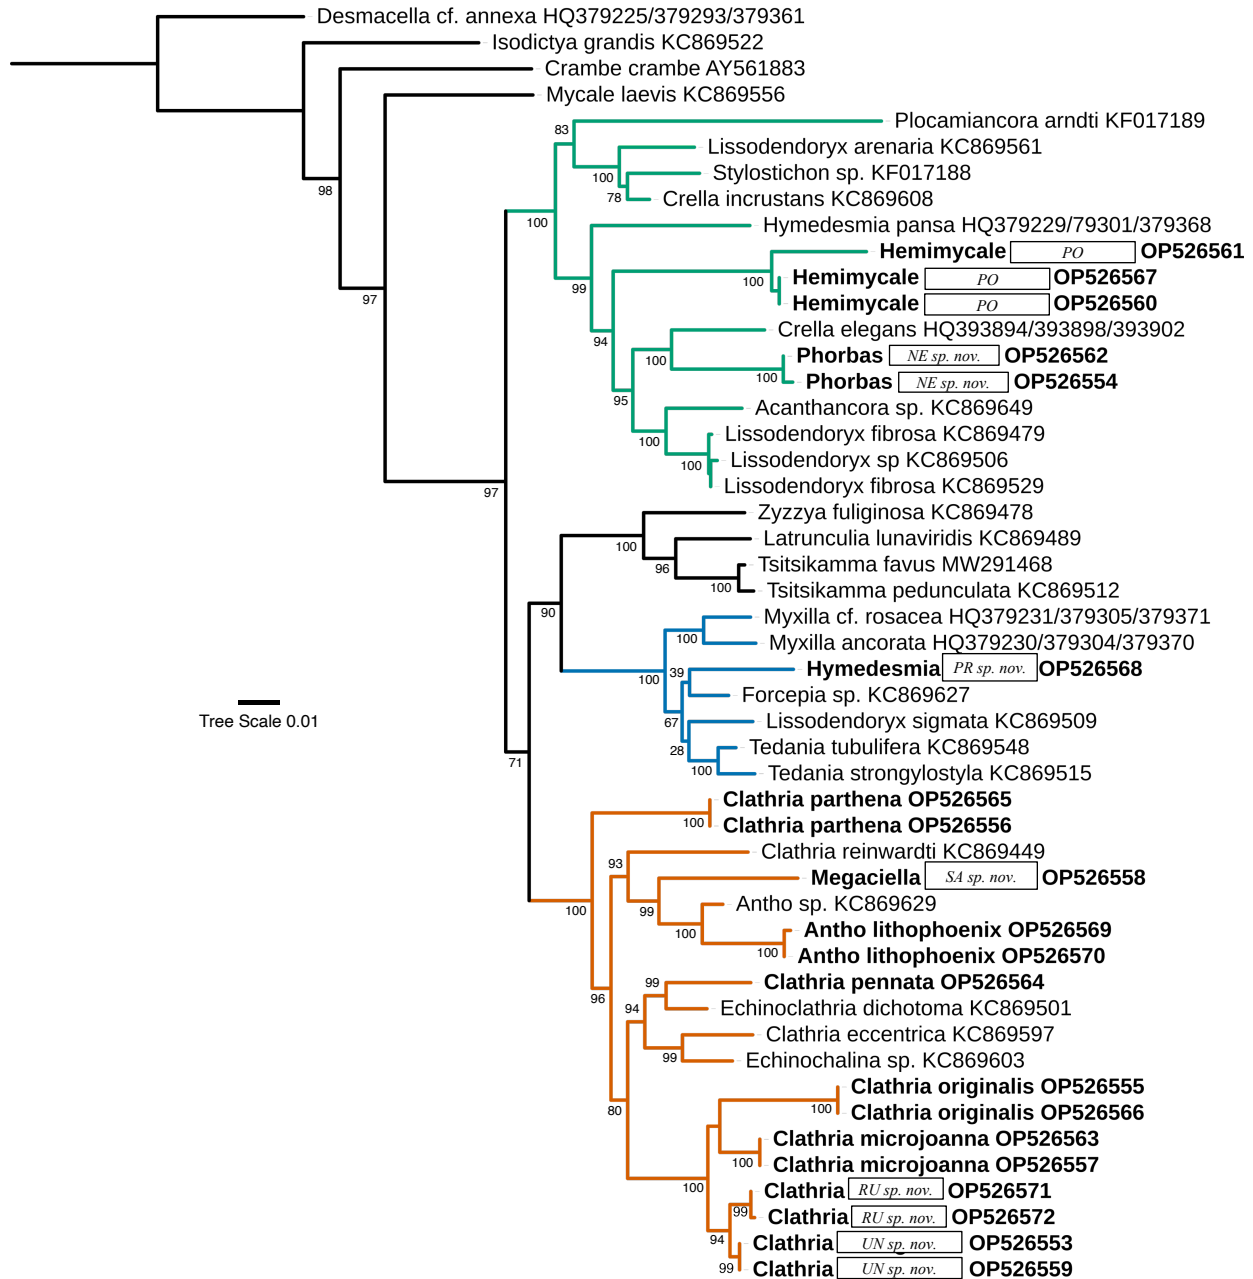 Desmacella cf. annexa HQ379225/379293/379361
Isodictya grandis KC869522
Crambe crambe AY561883
Mycale laevis KC869556
83
Plocamiancora arndti KF017189
Lissodendoryx arenaria KC869561
100
Stylostichon sp. KF017188
78
Crella incrustans KC869608
98
100
Hymedesmia pansa HQ379229/79301/379368
Hemimycale PO OP526561
99
100
Hemimycale PO OP526567
97
Hemimycale PO OP526560
94
Crella elegans HQ393894/393898/393902
100
Phorbas NE sp. nov. OP526562
100
Phorbas NE sp. nov. OP526554
95
Acanthancora sp. KC869649
100
Lissodendoryx fibrosa KC869479
100
Lissodendoryx sp KC869506
97
Lissodendoryx fibrosa KC869529
Zyzzya fuliginosa KC869478
100
Latrunculia lunaviridis KC869489
96
Tsitsikamma favus MW291468
100
Tsitsikamma pedunculata KC869512
90
Myxilla cf. rosacea HQ379231/379305/379371
100
Myxilla ancorata HQ379230/379304/379370
100
39
Hymedesmia PR sp. nov. OP526568
Forcepia sp. KC869627
67
Lissodendoryx sigmata KC869509
Tree Scale 0.01
28
Tedania tubulifera KC869548
71
100
Tedania strongylostyla KC869515
Clathria parthena OP526565
100
Clathria parthena OP526556
93
Clathria reinwardti KC869449
Megaciella SA sp. nov. OP526558
100
99
Antho sp. KC869629
100
Antho lithophoenix OP526569
100
Antho lithophoenix OP526570
96
99
Clathria pennata OP526564
94
Echinoclathria dichotoma KC869501
Clathria eccentrica KC869597
99
Echinochalina sp. KC869603
80
Clathria originalis OP526555
100
Clathria originalis OP526566
Clathria microjoanna OP526563
100
Clathria microjoanna OP526557
100
Clathria RU sp. nov. OP526571
99
Clathria RU sp. nov. OP526572
94
Clathria UN sp. nov. OP526553
99
Clathria UN sp. nov. OP526559